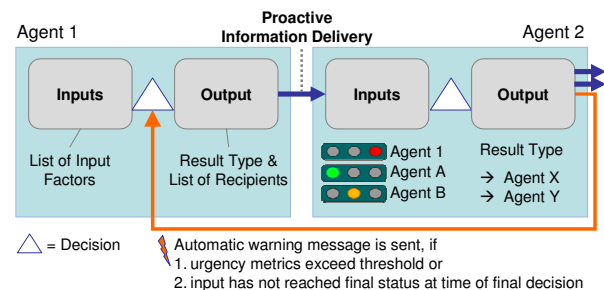 Proactive
Information Delivery
Agent 1
Agent 2
Inputs
Output
Inputs
Output
List of Input
Factors
Result Type &
List of Recipients
Agent 1
Agent A
Agent B
Result Type
→ Agent X
→ Agent Y
= Decision
Automatic warning message is sent, if
1. urgency metrics exceed threshold or
2. input has not reached final status at time of final decision